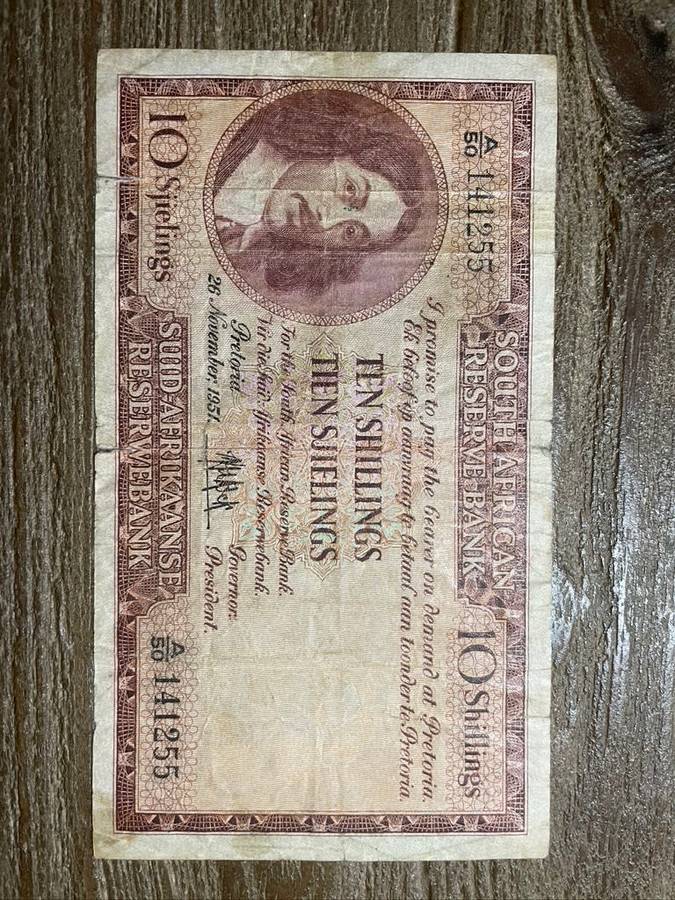 SOUTH AFRICAN
RESERVE BANK
A/50 141255
10 Shillings
I promise to pay the bearer on demand at Pretoria.
Ek beloof op aanvraag te betaal aan toonder te Pretoria.
TEN SHILLINGS
TIEN SJIELINGS
For the South African Reserve Bank.
Vir die Suid-Afrikaanse Reserwebank.
Pretoria
26 November, 1951.
Governor.
President.
10 Sjielings
SUID-AFRIKAANSE
RESERWEBANK
A/50 141255